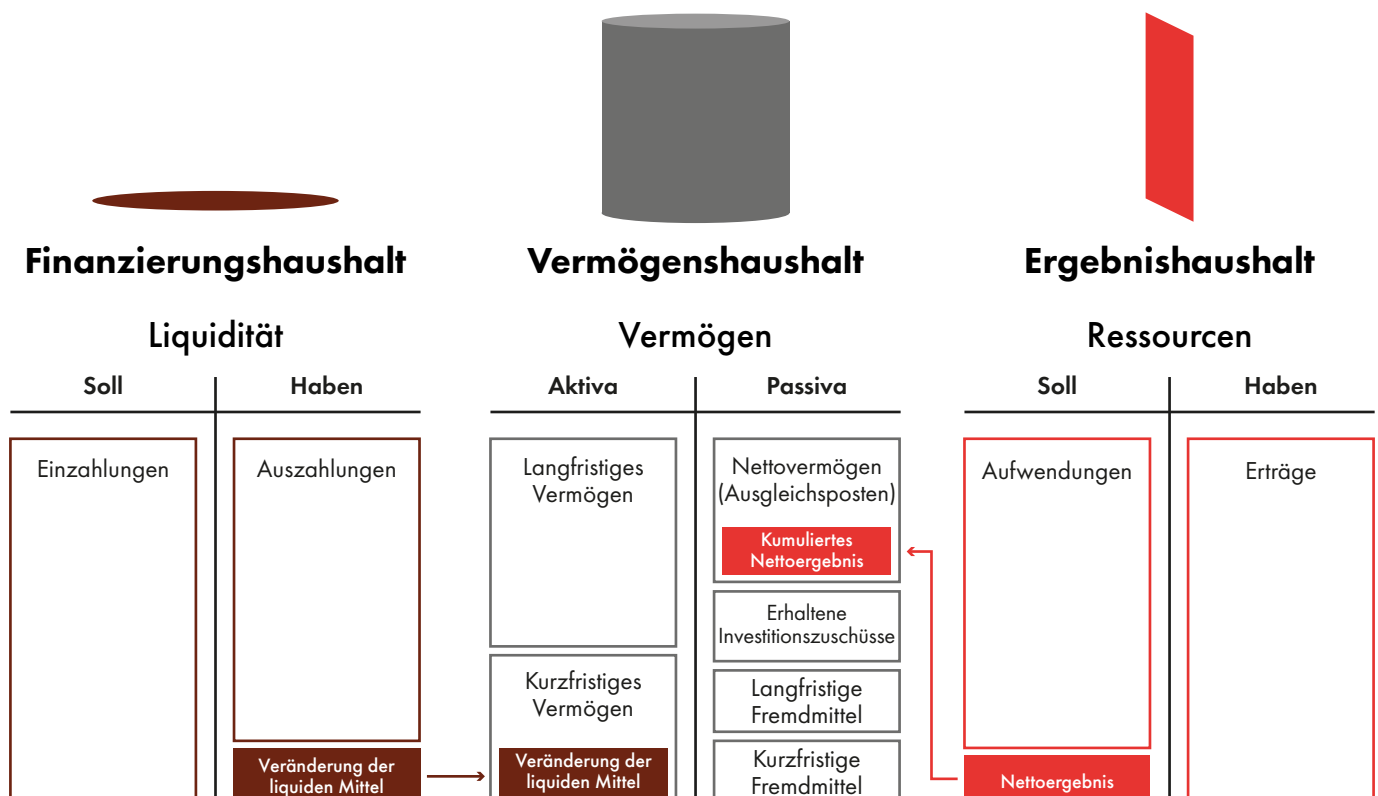 Finanzierungshaushalt
Vermögenshaushalt
Ergebnishaushalt
Liquidität
Vermögen
Ressourcen
Soll
Haben
Aktiva
Passiva
Soll
Haben
Einzahlungen
Auszahlungen
Veränderung der
liquiden Mittel
Langfristiges
Vermögen
Kurzfristiges
Vermögen
Veränderung der
liquiden Mittel
Nettovermögen
(Ausgleichsposten)
Kumuliertes
Nettoergebnis
Erhaltene
Investitionszuschüsse
Langfristige
Fremdmittel
Kurzfristige
Fremdmittel
Aufwendungen
Nettoergebnis
Erträge